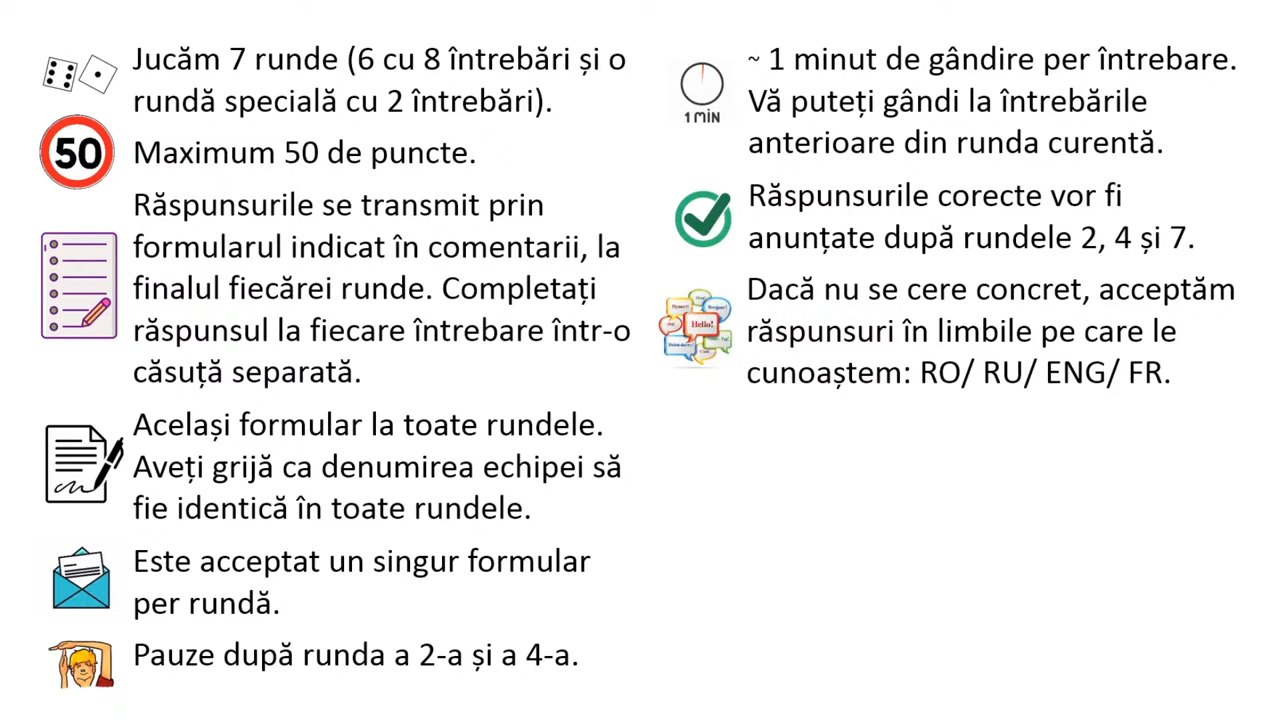 Jucăm 7 runde (6 cu 8 întrebări și o
rundă specială cu 2 întrebări).
50
Maximum 50 de puncte.
Răspunsurile se transmit prin
formularul indicat în comentarii, la
finalul fiecărei runde. Completați
răspunsul la fiecare întrebare într-o
căsuță separată.
Același formular la toate rundele.
Aveți grijă ca denumirea echipei să
fie identică în toate rundele.
Este acceptat un singur formular
per rundă.
Pauze după runda a 2-a și a 4-a.
~ 1 minut de gândire per întrebare.
Vă puteți gândi la întrebările
anterioare din runda curentă.
1 MIN
Răspunsurile corecte vor fi
anunțate după rundele 2, 4 și 7.
Dacă nu se cere concret, acceptăm
răspunsuri în limbile pe care le
cunoaștem: RO/ RU/ ENG/ FR.
Hello!